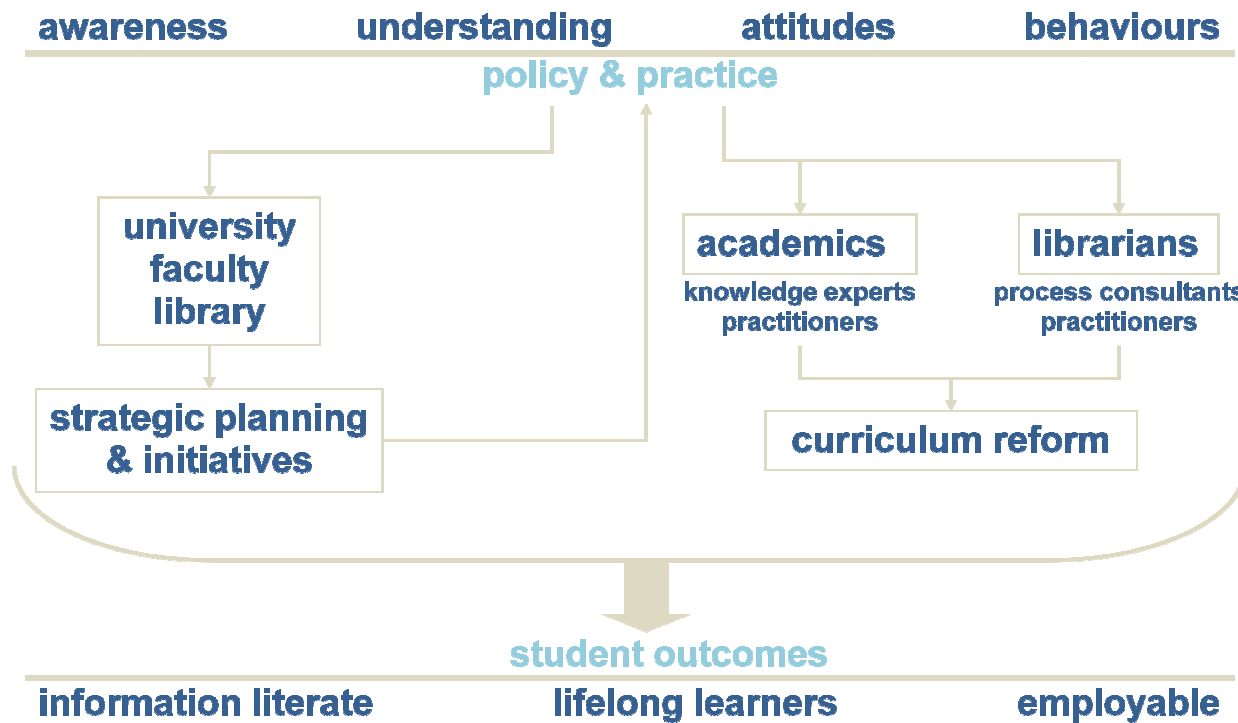 awareness understanding attitudes behaviours
policy & practice
university
faculty
library
strategic planning
& initiatives
academics
knowledge experts
practitioners
librarians
process consultants
practitioners
curriculum reform
student outcomes
information literate lifelong learners employable